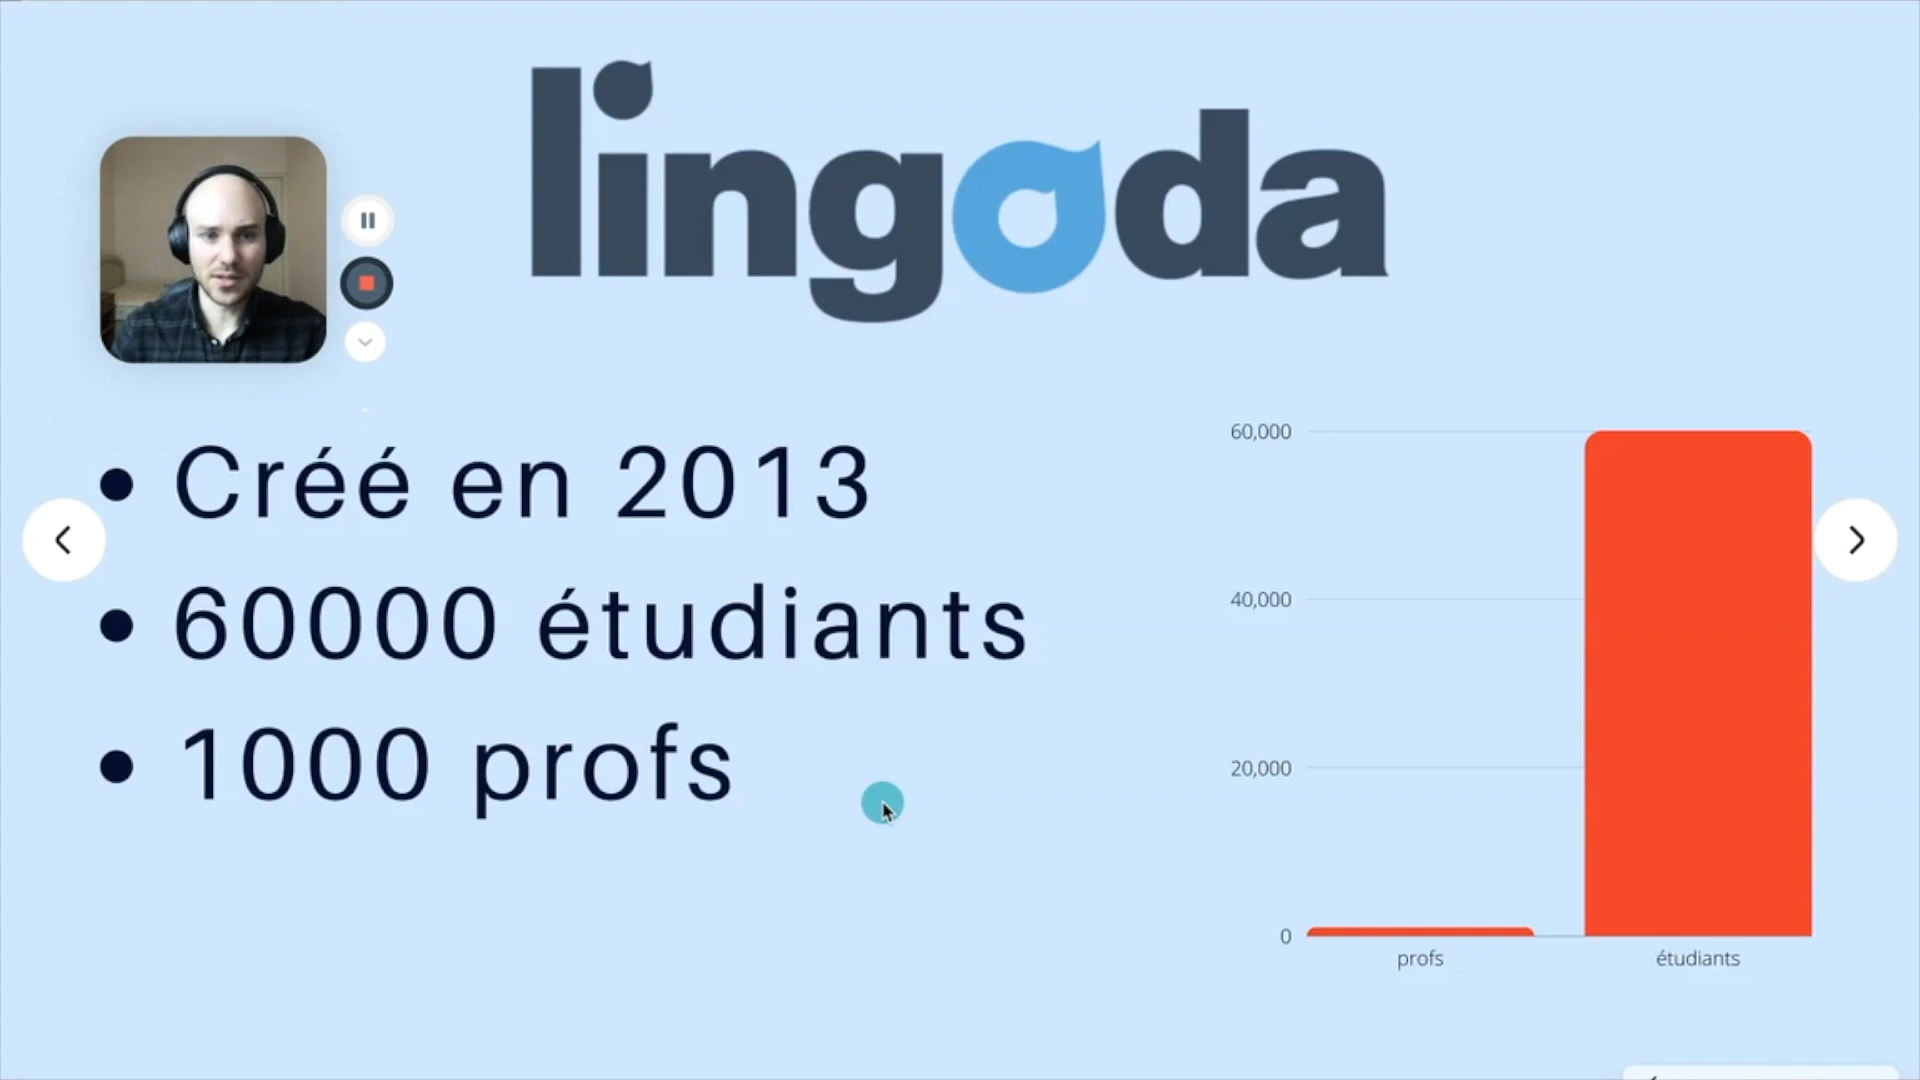 lingoda
Créé en 2013
60000 étudiants
1000 profs
60,000
40,000
20,000
0
profs
étudiants